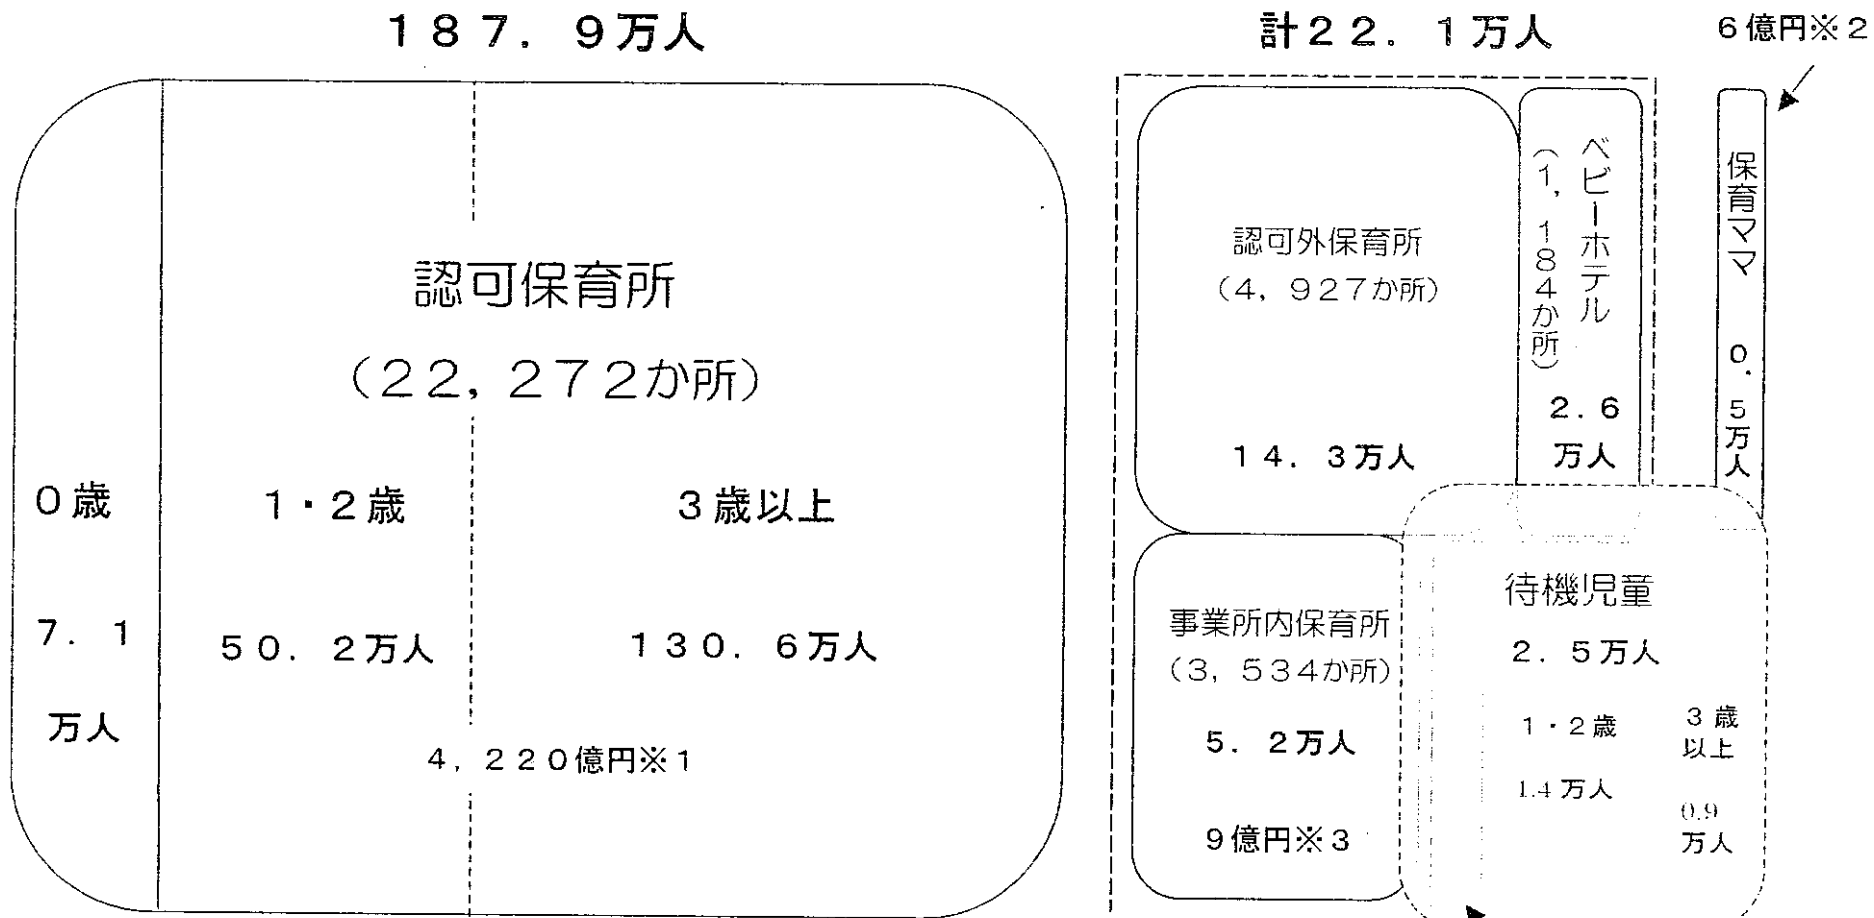 187.9万人
認可保育所
(22,272か所)
0歳
7.1
万人
1・2歳
50.2万人
3歳以上
130.6万人
4,220億円※1
計22.1万人
認可外保育所
(4,927か所)
14.3万人
ベビーホテル
(1,184か所)
2.6
万人
事業所内保育所
(3,534か所)
5.2万人
9億円※3
6億円※2
保育ママ 0.5万人
待機児童
2.5万人
1・2歳
1.4万人
3歳
以上
0.9
万人